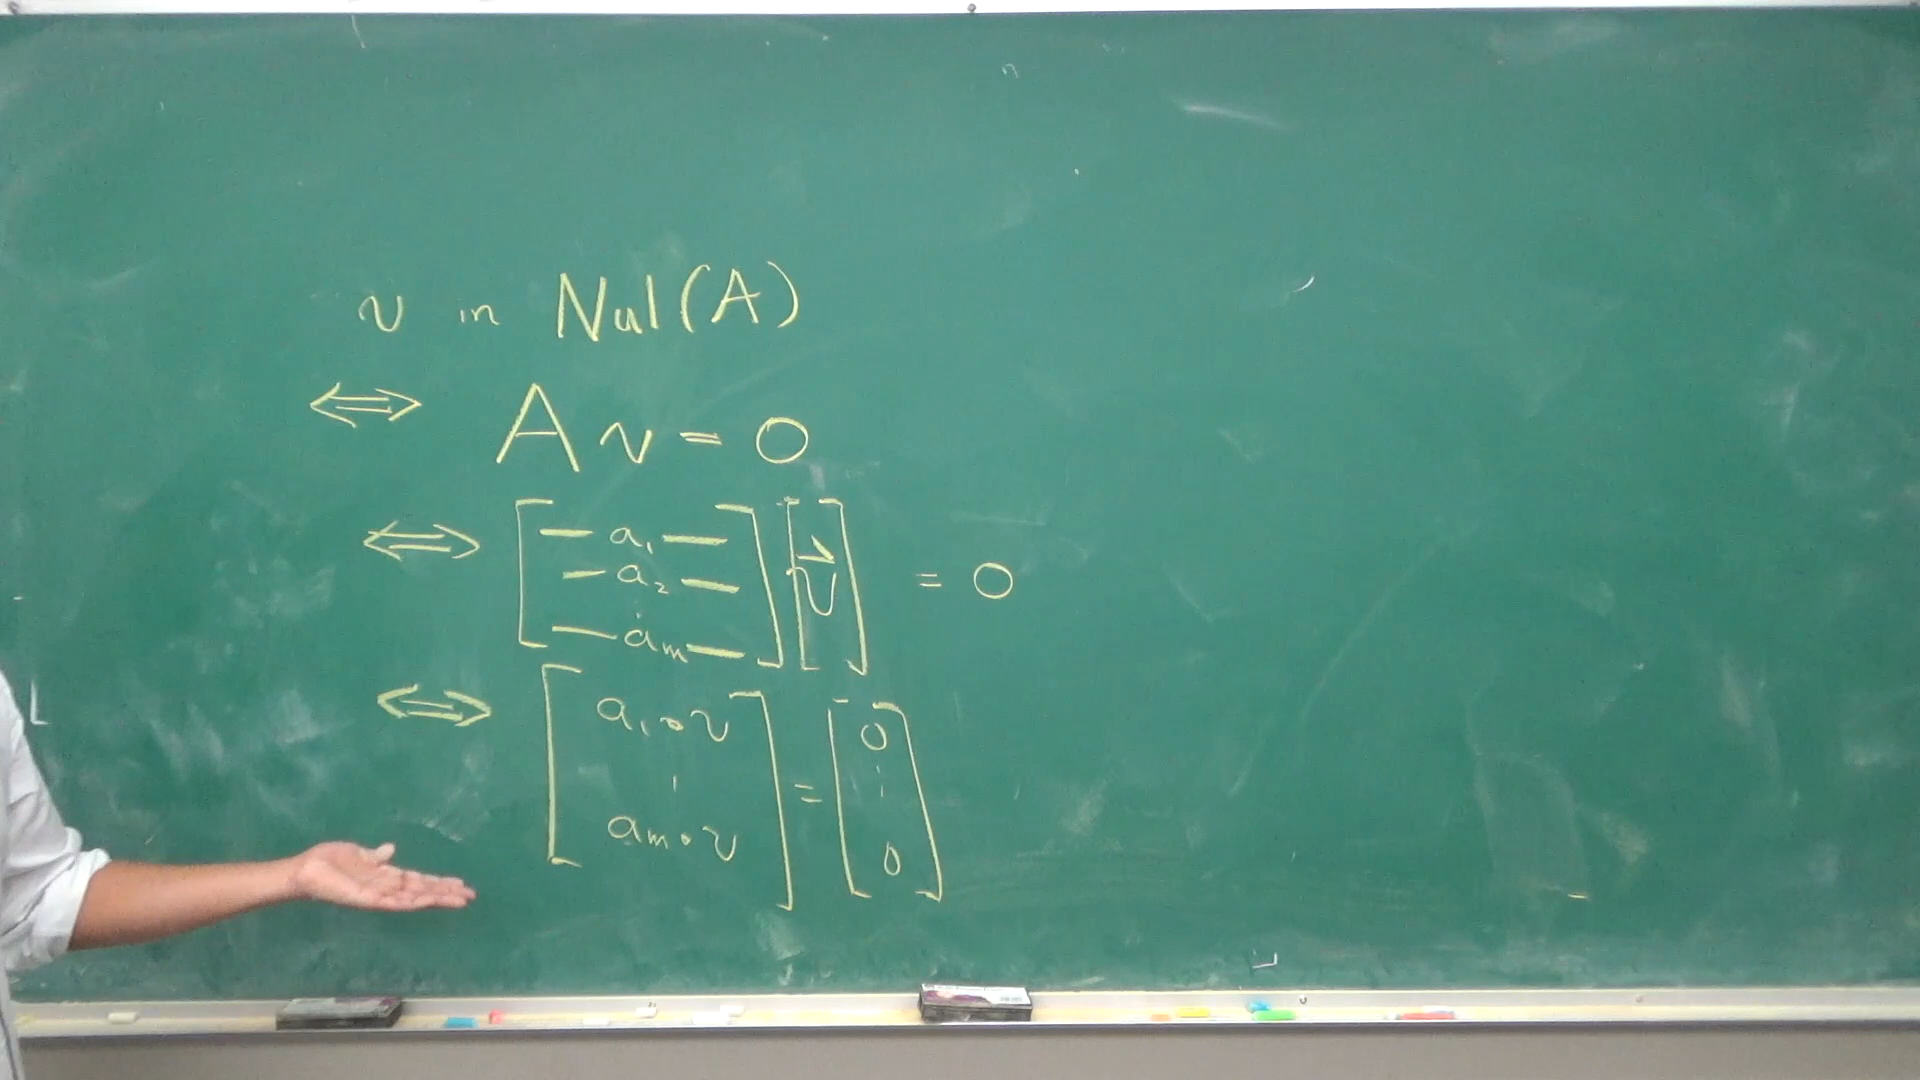 v in Nul(A)
⟺ Av = 0
⟺ [ — a₁ — ] [ v⃗ ] = 0
— a₂ —
⋮
— aₘ —
⟺ [ a₁ • v ] = [ 0 ]
⋮ ⋮
aₘ • v 0